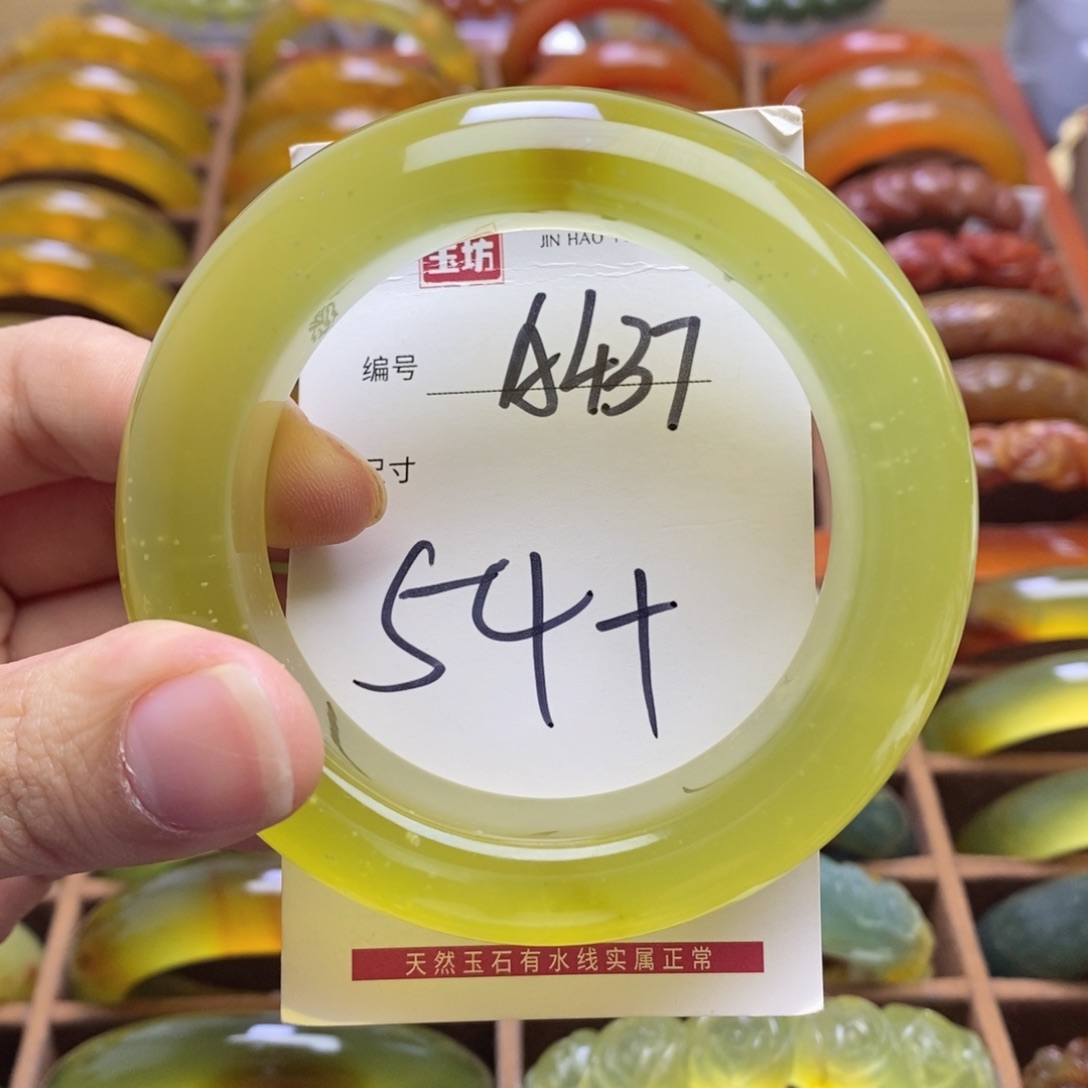 玉坊
JIN HAO
编号 A437
尺寸
54+
天然玉石有水线实属正常